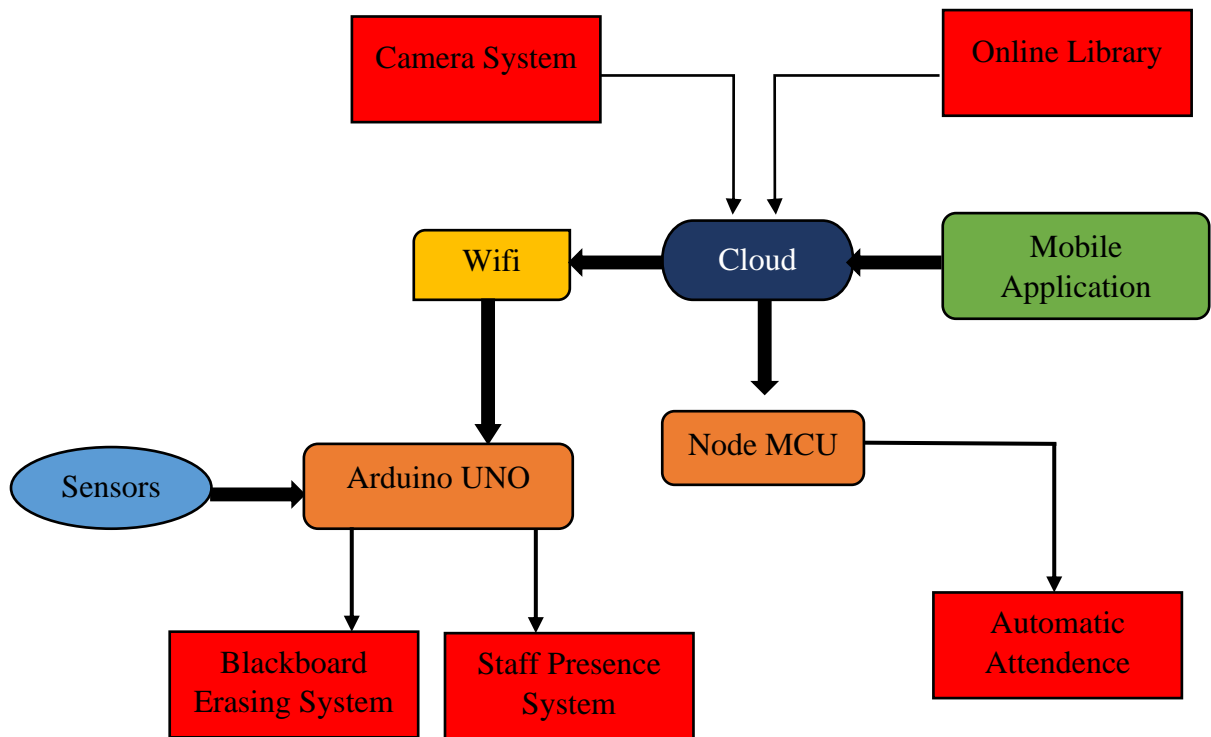 Camera System
Online Library
Wifi
Cloud
Mobile
Application
Node MCU
Sensors
Arduino UNO
Blackboard
Erasing System
Staff Presence
System
Automatic
Attendence